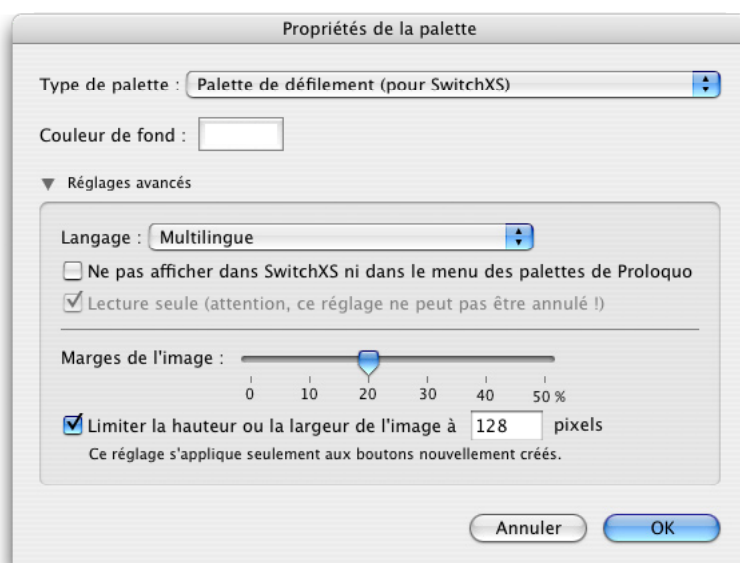 Propriétés de la palette
Type de palette : Palette de défilement (pour SwitchXS)
Couleur de fond :
Réglages avancés
Langage : Multilingue
Ne pas afficher dans SwitchXS ni dans le menu des palettes de Proloquo
Lecture seule (attention, ce réglage ne peut pas être annulé !)
Marges de l'image :
0 10 20 30 40 50 %
Limiter la hauteur ou la largeur de l'image à 128 pixels
Ce réglage s'applique seulement aux boutons nouvellement créés.
Annuler OK